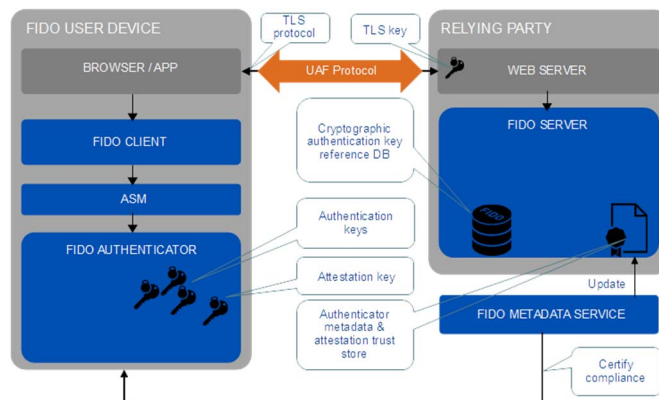 FIDO USER DEVICE
BROWSER / APP
FIDO CLIENT
ASM
FIDO AUTHENTICATOR
TLS
protocol
TLS key
UAF Protocol
Cryptographic
authentication key
reference DB
Authentication
keys
Attestation key
Authenticator
metadata &
attestation trust
store
RELYING PARTY
WEB SERVER
FIDO SERVER
FIDO
Update
FIDO METADATA SERVICE
Certify
compliance